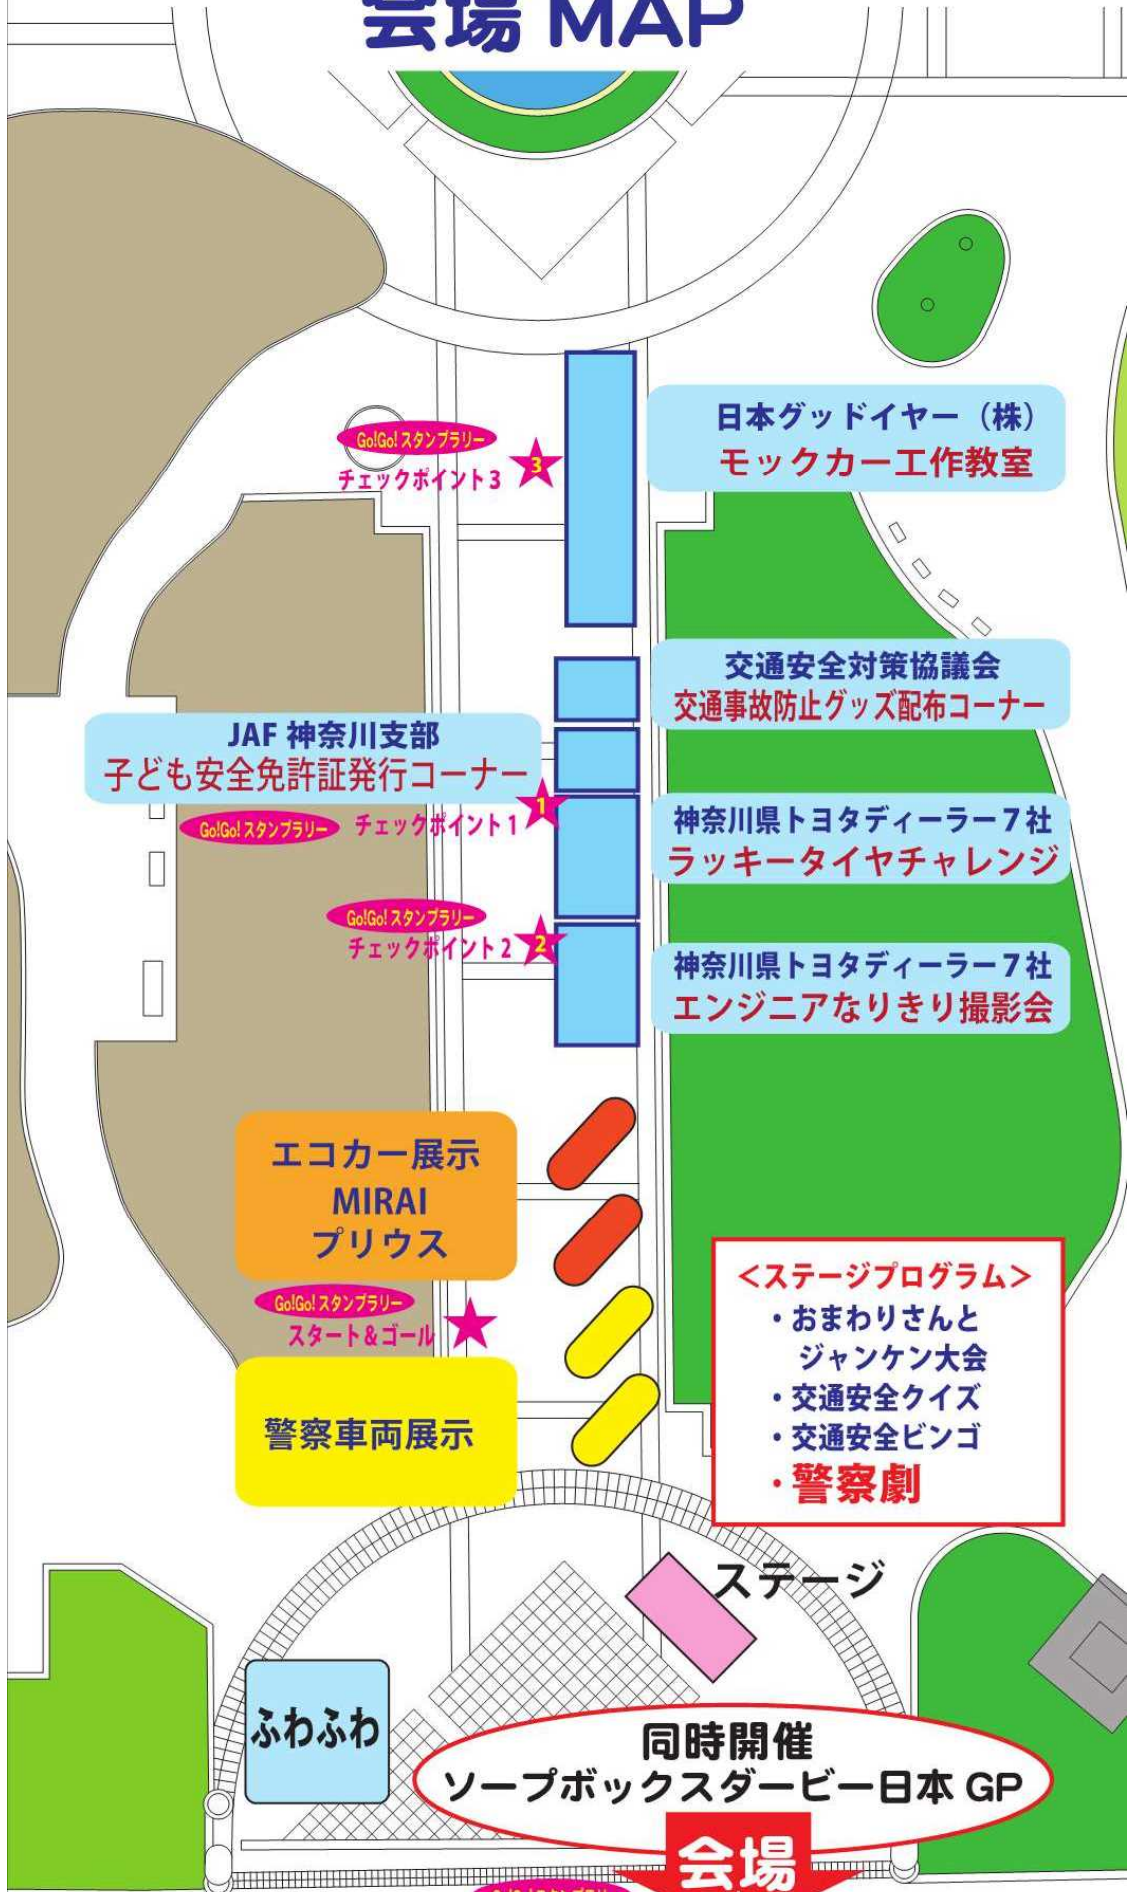 会場 MAP
日本グッドイヤー（株）
モックカー工作教室
Go!Go! スタンプラリー
チェックポイント3
3
交通安全対策協議会
交通事故防止グッズ配布コーナー
JAF 神奈川支部
子ども安全免許証発行コーナー
1
Go!Go! スタンプラリー
チェックポイント1
神奈川県トヨタディーラー7社
ラッキータイヤチャレンジ
Go!Go! スタンプラリー
チェックポイント2
2
神奈川県トヨタディーラー7社
エンジニアなりきり撮影会
エコカー展示
MIRAI
プリウス
Go!Go! スタンプラリー
スタート&ゴール
警察車両展示
＜ステージプログラム＞
・おまわりさんと
ジャンケン大会
・交通安全クイズ
・交通安全ビンゴ
・警察劇
ステージ
ふわふわ
同時開催
ソープボックスダービー日本 GP
会場